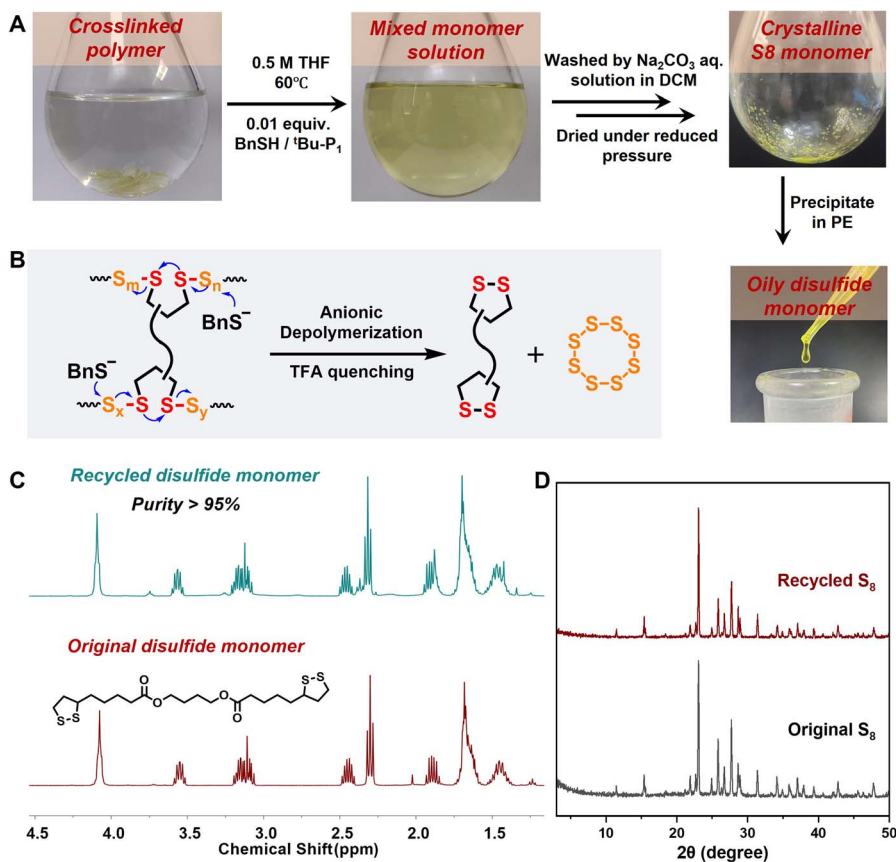 A
Crosslinked
polymer
0.5 M THF
60℃
0.01 equiv.
BnSH / ᵗBu-P₁
Mixed monomer
solution
Washed by Na₂CO₃ aq.
solution in DCM
Dried under reduced
pressure
Crystalline
S8 monomer
Precipitate
in PE
Oily disulfide
monomer
B
Sm-S S-Sn
BnS⁻
BnS⁻
Sx-S S-Sy
Anionic
Depolymerization
TFA quenching
S-S
S-S
+
S S S S S S S S
C
Recycled disulfide monomer
Purity > 95%
Original disulfide monomer
O
O
O
O
S-S
S-S
4.5 4.0 3.5 3.0 2.5 2.0 1.5
Chemical Shift(ppm)
D
Recycled S₈
Original S₈
10 20 30 40 50
2θ (degree)